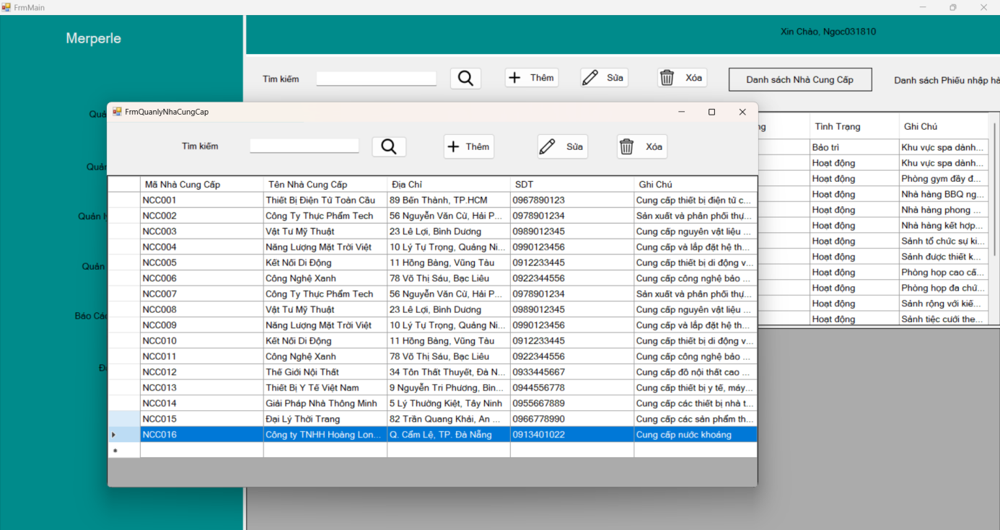 FrmMain
Merperle
Xin Chào, Ngoc031810
Tìm kiếm
Thêm
Sửa
Xóa
Danh sách Nhà Cung Cấp
Danh sách Phiếu nhập
Quản
FrmQuanlyNhaCungCap
Tìm kiếm
Thêm
Sửa
Xóa
Tình Trạng Ghi Chú
Mã Nhà Cung Cấp Tên Nhà Cung Cấp Địa Chỉ SDT Ghi Chú
NCC001 Thiết Bị Điện Tử Toàn Cầu 89 Bến Thành, TP.HCM 0967890123 Cung cấp thiết bị điện tử c...
NCC002 Công Ty Thực Phẩm Tech 56 Nguyễn Văn Cừ, Hải P... 0978901234 Sản xuất và phân phối thự...
NCC003 Vật Tư Mỹ Thuật 23 Lê Lợi, Bình Dương 0989012345 Cung cấp nguyên vật liệu ...
NCC004 Năng Lượng Mặt Trời Việt 10 Lý Tự Trọng, Quảng Ni... 0990123456 Cung cấp và lắp đặt hệ th...
NCC005 Kết Nối Di Động 11 Hồng Bàng, Vũng Tàu 0912233445 Cung cấp thiết bị di động v...
NCC006 Công Nghệ Xanh 78 Võ Thị Sáu, Bạc Liêu 0922344556 Cung cấp công nghệ bảo ...
NCC007 Công Ty Thực Phẩm Tech 56 Nguyễn Văn Cừ, Hải P... 0978901234 Sản xuất và phân phối thự...
NCC008 Vật Tư Mỹ Thuật 23 Lê Lợi, Bình Dương 0989012345 Cung cấp nguyên vật liệu ...
NCC009 Năng Lượng Mặt Trời Việt 10 Lý Tự Trọng, Quảng Ni... 0990123456 Cung cấp và lắp đặt hệ th...
NCC010 Kết Nối Di Động 11 Hồng Bàng, Vũng Tàu 0912233445 Cung cấp thiết bị di động v...
NCC011 Công Nghệ Xanh 78 Võ Thị Sáu, Bạc Liêu 0922344556 Cung cấp công nghệ bảo ...
NCC012 Thế Giới Nội Thất 34 Tôn Thất Thuyết, Đà N... 0933445667 Cung cấp đồ nội thất cao ...
NCC013 Thiết Bị Y Tế Việt Nam 9 Nguyễn Tri Phương, Bìn... 0944556778 Cung cấp thiết bị y tế, máy...
NCC014 Giải Pháp Nhà Thông Minh 5 Lý Thường Kiệt, Tây Ninh 0955667889 Cung cấp các thiết bị nhà t...
NCC015 Đại Lý Thời Trang 82 Trần Quang Khải, An ... 0966778990 Cung cấp các sản phẩm th...
NCC016 Công ty TNHH Hoàng Lon... Q. Cẩm Lệ, TP. Đà Nẵng 0913401022 Cung cấp nước khoáng
Bảo trì Khu vực spa dành...
Hoạt động Khu vực spa dành...
Hoạt động Phòng gym đầy đ...
Hoạt động Nhà hàng BBQ ng...
Hoạt động Nhà hàng phong ...
Hoạt động Nhà hàng kết hợp...
Hoạt động Sảnh tổ chức sự ki...
Hoạt động Sảnh được thiết k...
Hoạt động Phòng họp cao cấ...
Hoạt động Phòng họp đa chứ...
Hoạt động Sảnh rộng với kiế...
Hoạt động Sảnh tiệc cưới the...
Quản
Quản
Báo